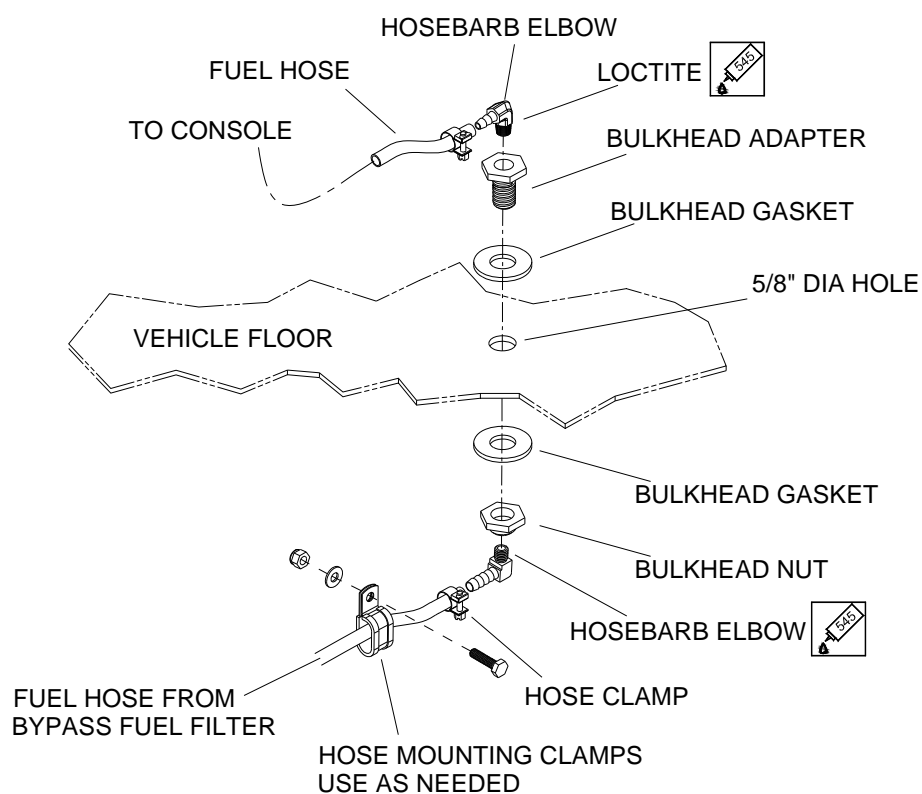 HOSEBARB ELBOW
FUEL HOSE
LOCTITE
545
TO CONSOLE
BULKHEAD ADAPTER
BULKHEAD GASKET
5/8" DIA HOLE
VEHICLE FLOOR
BULKHEAD GASKET
BULKHEAD NUT
HOSEBARB ELBOW
545
HOSE CLAMP
FUEL HOSE FROM
BYPASS FUEL FILTER
HOSE MOUNTING CLAMPS
USE AS NEEDED